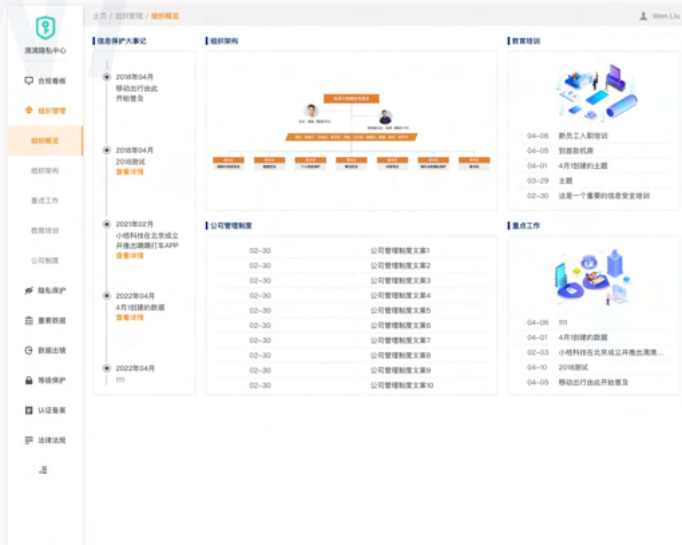 主页 / 组织管理 / 组织概览
Wen Liu
滴滴隐私中心
合规看板
组织管理
组织概览
组织架构
重点工作
教育培训
公司制度
隐私保护
重要数据
数据出境
等级保护
认证备案
法律法规
信息保护大事记
2018年04月
移动出行由此
开始普及
2018年04月
2018测试
查看详情
2021年02月
小桔科技在北京成立
并推出嘀嘀打车APP
查看详情
2022年04月
4月1创建的数据
查看详情
2022年04月
111
组织架构
公司管理制度
02-30 公司管理制度文案1
02-30 公司管理制度文案2
02-30 公司管理制度文案3
02-30 公司管理制度文案4
02-30 公司管理制度文案5
02-30 公司管理制度文案6
02-30 公司管理制度文案7
02-30 公司管理制度文案8
02-30 公司管理制度文案9
02-30 公司管理制度文案10
教育培训
04-06 新员工入职培训
04-05 到首款机房
04-01 4月1创建的主题
03-29 主题
02-30 这是一个重要的信息安全培训
重点工作
04-06 111
04-01 4月1创建的数据
02-03 小桔科技在北京成立并推出滴滴...
04-10 2018测试
04-05 移动出行由此开始普及